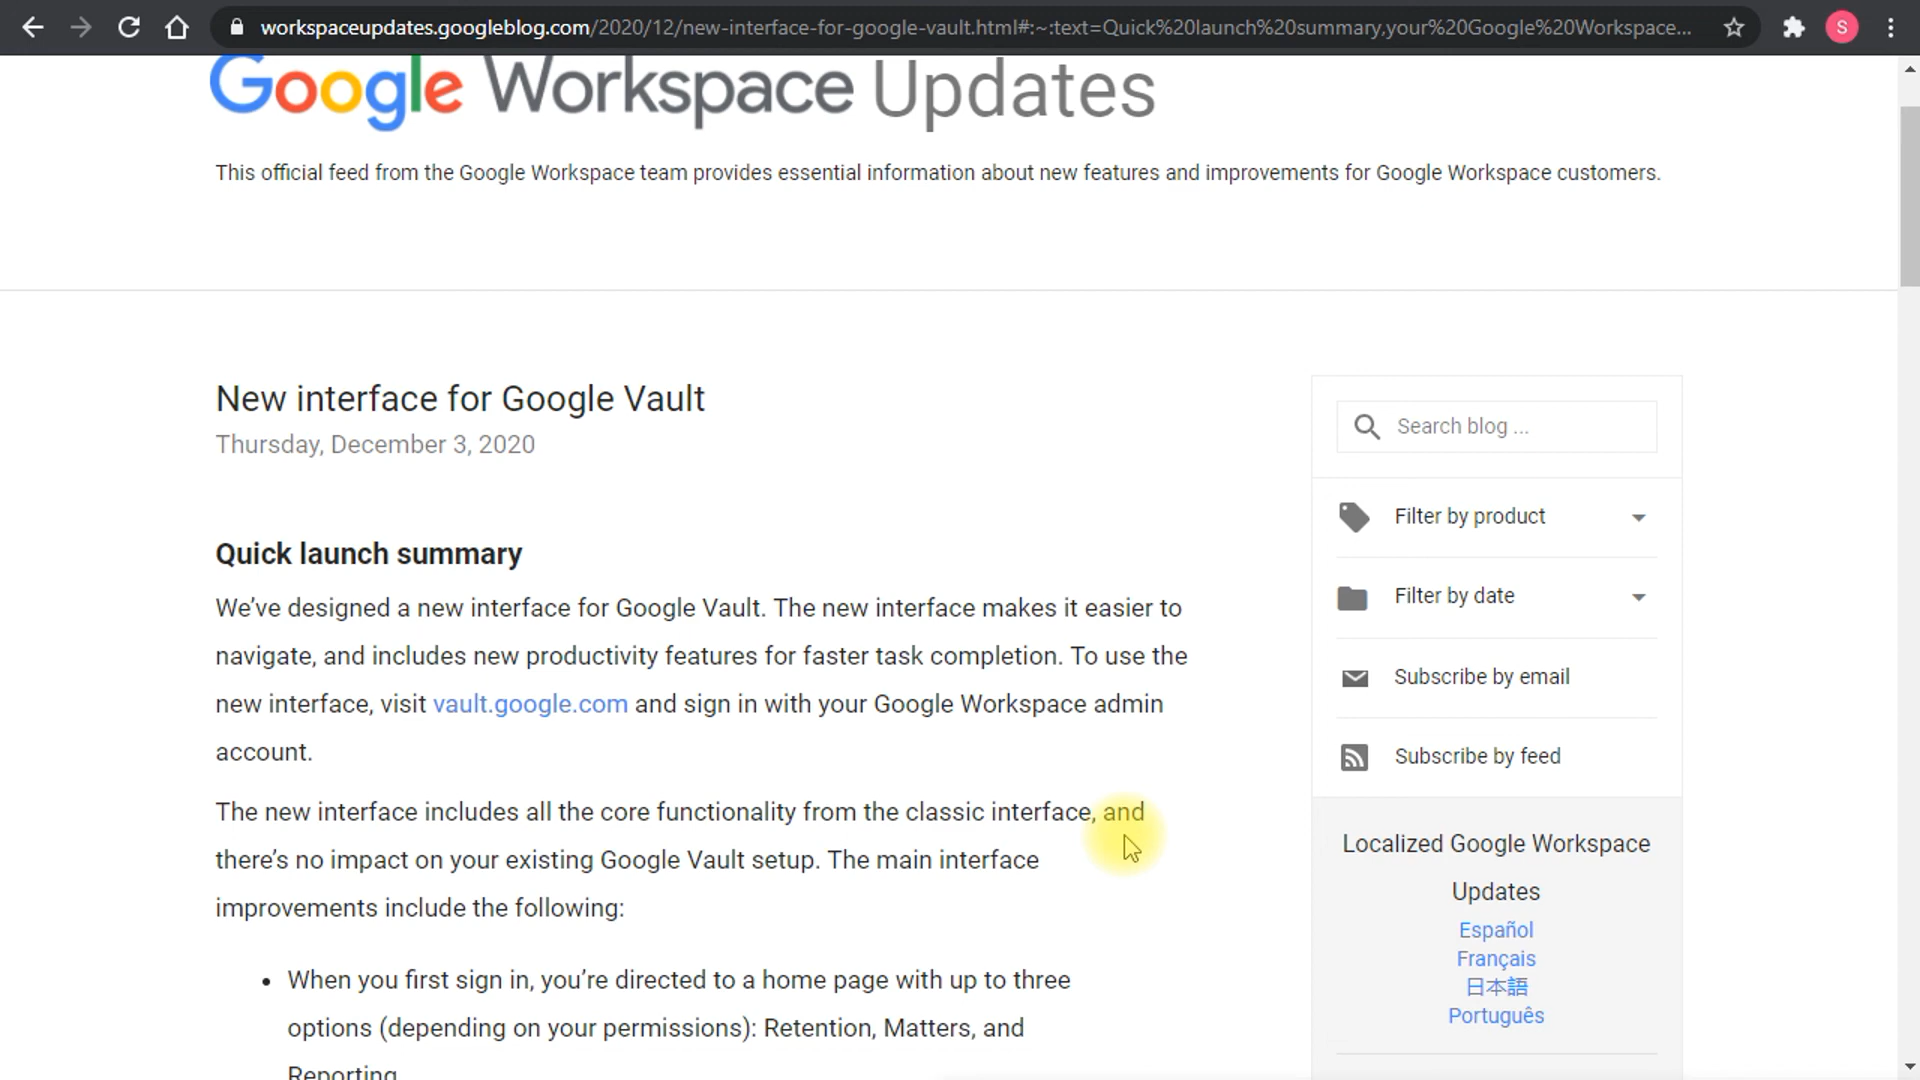 workspaceupdates.googleblog.com/2020/12/new-interface-for-google-vault.html#:~:text=Quick%20launch%20summary,your%20Google%20Workspace...
S
Google Workspace Updates
This official feed from the Google Workspace team provides essential information about new features and improvements for Google Workspace customers.
New interface for Google Vault
Thursday, December 3, 2020
Quick launch summary
We’ve designed a new interface for Google Vault. The new interface makes it easier to
navigate, and includes new productivity features for faster task completion. To use the
new interface, visit vault.google.com and sign in with your Google Workspace admin
account.
The new interface includes all the core functionality from the classic interface, and
there’s no impact on your existing Google Vault setup. The main interface
improvements include the following:
• When you first sign in, you’re directed to a home page with up to three
options (depending on your permissions): Retention, Matters, and
Reporting
Search blog ...
Filter by product
Filter by date
Subscribe by email
Subscribe by feed
Localized Google Workspace
Updates
Español
Français
日本語
Português